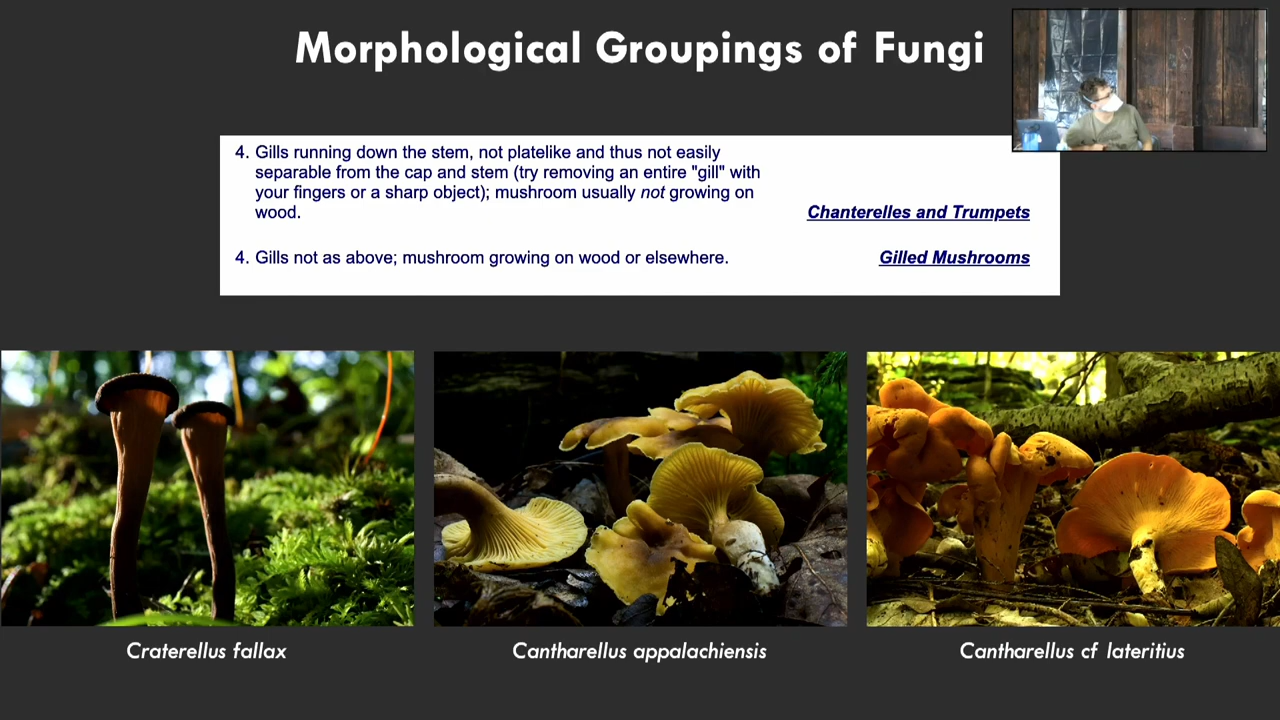 Morphological Groupings of Fungi
4. Gills running down the stem, not platelike and thus not easily
separable from the cap and stem (try removing an entire "gill" with
your fingers or a sharp object); mushroom usually not growing on
wood.
Chanterelles and Trumpets
4. Gills not as above; mushroom growing on wood or elsewhere.
Gilled Mushrooms
Craterellus fallax
Cantharellus appalachiensis
Cantharellus cf lateritius